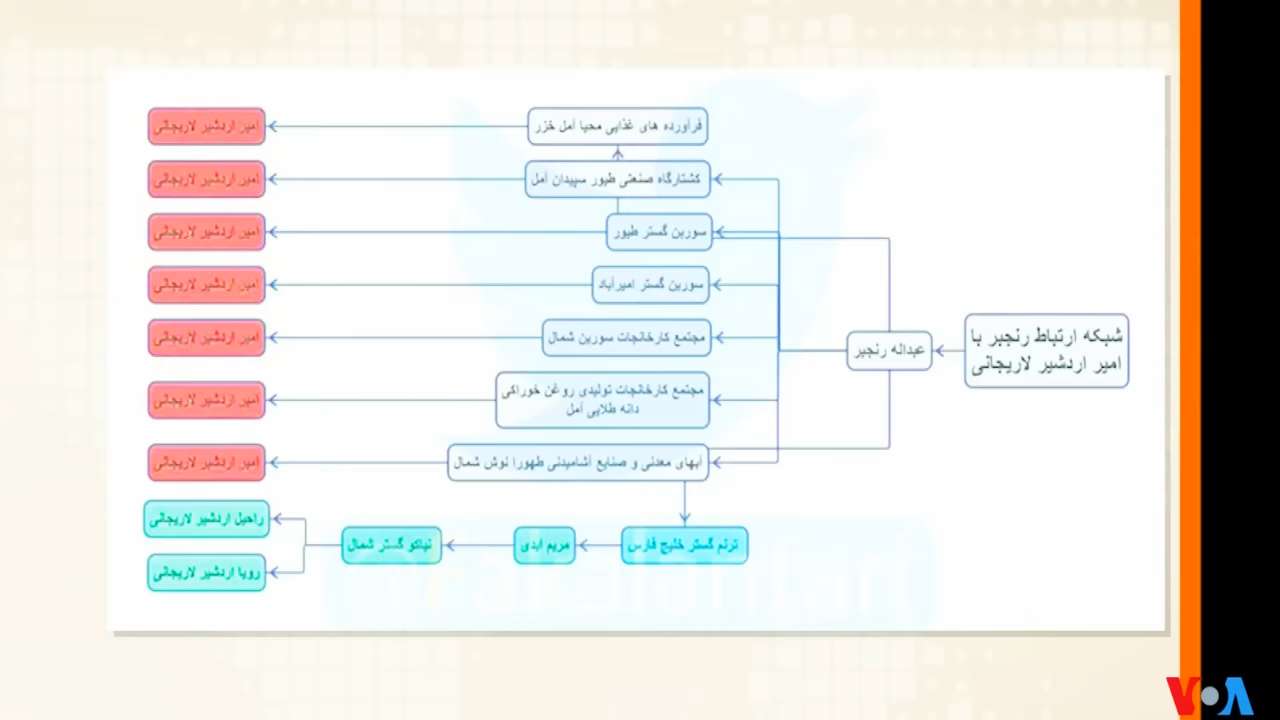 شبکه ارتباط رنجبر با
امیر اردشیر لاریجانی
عبداله رنجبر
فرآورده های غذایی محیا آمل خزر
امیر اردشیر لاریجانی
کشتارگاه صنعتی طیور سپیدان آمل
امیر اردشیر لاریجانی
سورین گستر طیور
امیر اردشیر لاریجانی
سورین گستر امیرآباد
امیر اردشیر لاریجانی
مجتمع کارخانجات سورین شمال
امیر اردشیر لاریجانی
مجتمع کارخانجات تولیدی روغن خوراکی
دانه طلایی آمل
امیر اردشیر لاریجانی
آبهای معدنی و صنایع آشامیدنی طهورا نوش شمال
امیر اردشیر لاریجانی
ترنم گستر خلیج فارس
مریم ابدی
نیاکو گستر شمال
راحیل اردشیر لاریجانی
رویا اردشیر لاریجانی
VOA